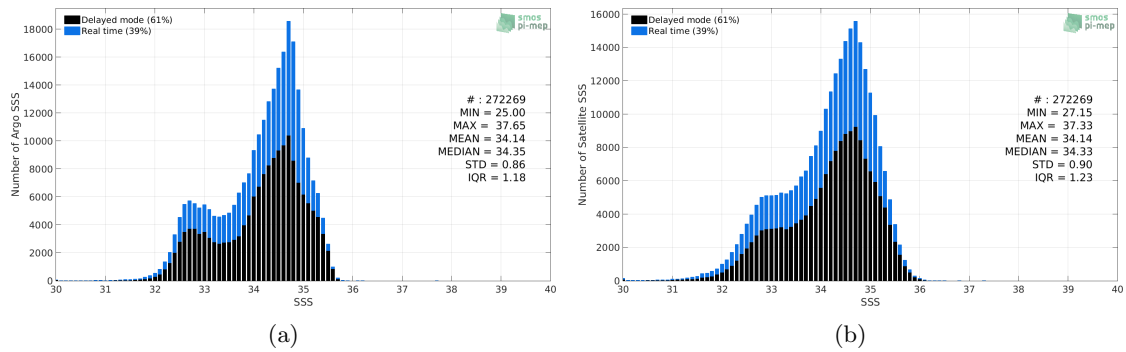 Delayed mode (61%)
Real time (39%)
smos
pi-mep
18000
16000
14000
12000
10000
8000
6000
4000
2000
0
Number of Argo SSS
# : 272269
MIN = 25.00
MAX = 37.65
MEAN = 34.14
MEDIAN = 34.35
STD = 0.86
IQR = 1.18
30 31 32 33 34 35 36 37 38 39 40
SSS
(a)
Delayed mode (61%)
Real time (39%)
smos
pi-mep
16000
14000
12000
10000
8000
6000
4000
2000
0
Number of Satellite SSS
# : 272269
MIN = 27.15
MAX = 37.33
MEAN = 34.14
MEDIAN = 34.33
STD = 0.90
IQR = 1.23
30 31 32 33 34 35 36 37 38 39 40
SSS
(b)